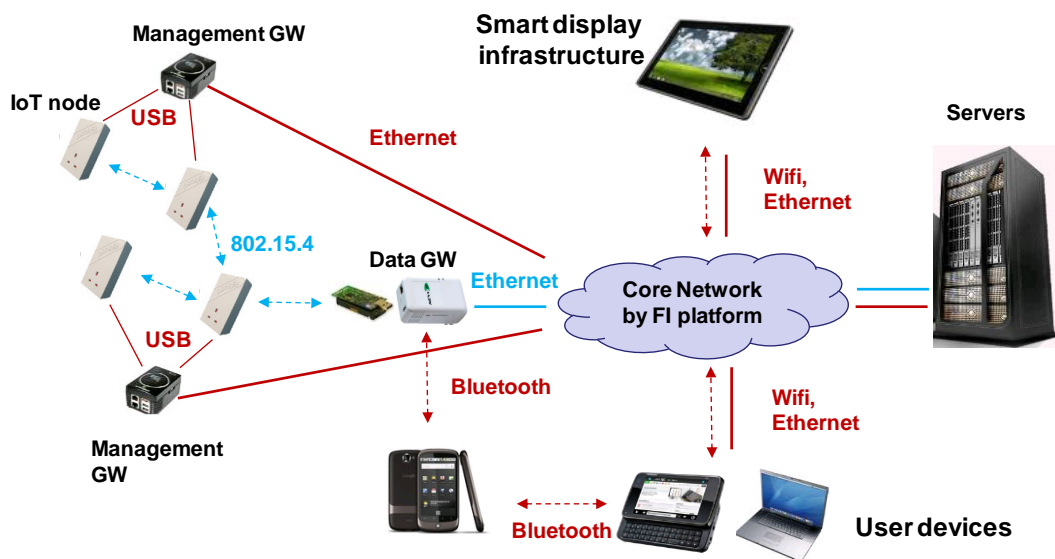 Management GW
Smart display
infrastructure
IoT node
USB
Servers
Ethernet
Wifi,
Ethernet
802.15.4
Data GW
Ethernet
Core Network
by FI platform
USB
Bluetooth
Wifi,
Ethernet
Management
GW
Bluetooth
User devices